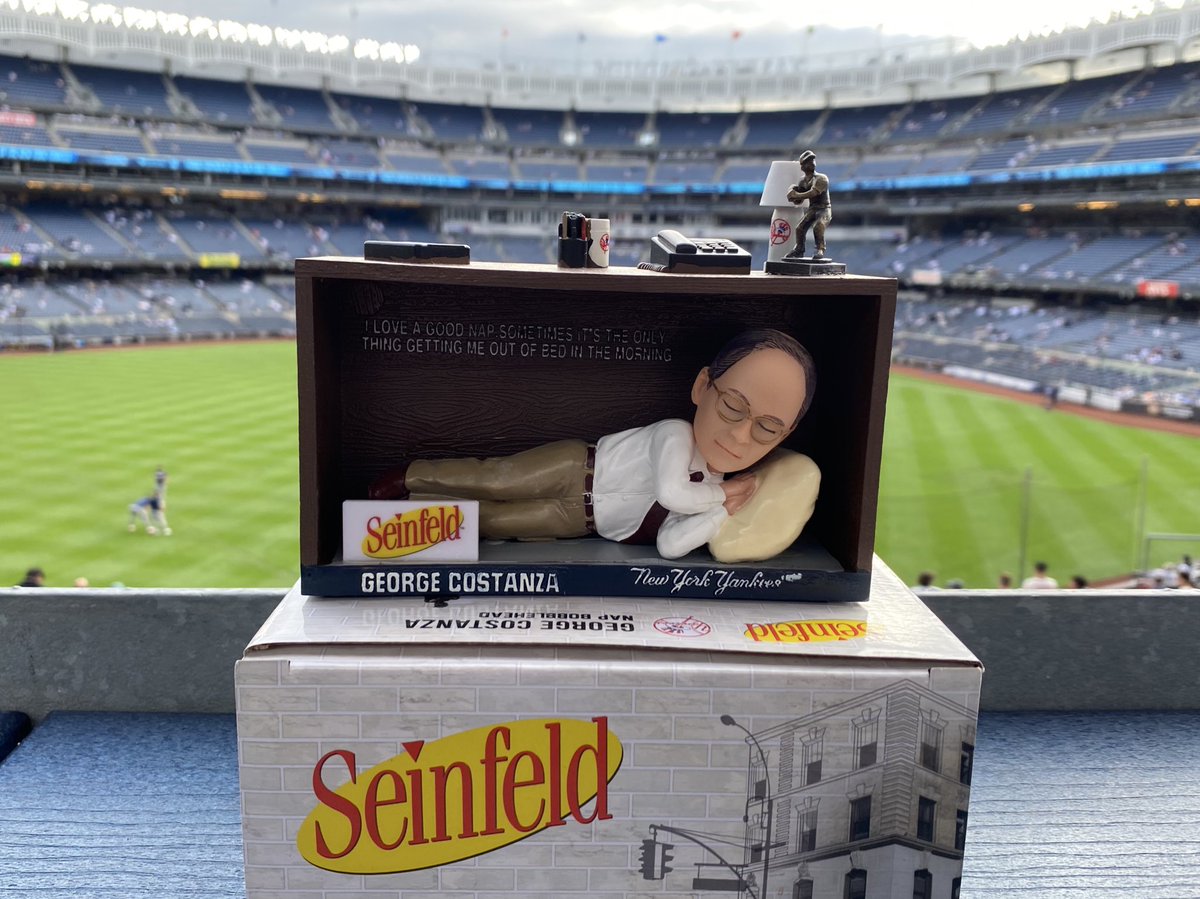 I LOVE A GOOD NAP. SOMETIMES IT'S THE ONLY
THING GETTING ME OUT OF BED IN THE MORNING
Seinfeld
GEORGE COSTANZA
New York Yankees
GEORGE COSTANZA
NAP BOBBLEHEAD
Seinfeld
Seinfeld